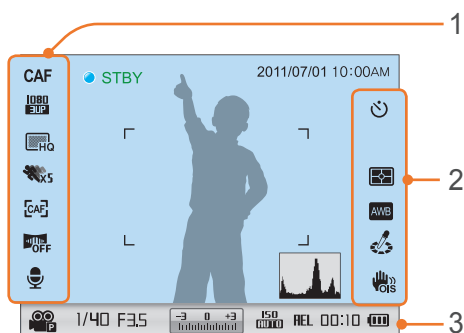 1
CAF
STBY
2011/07/01 10:00AM
1080
30P
HQ
X5
CAF
OFF
AWB
OIS
2
P
1/40 F3.5
-3 0 +3
ISO
AUTO
REL 00:10
3